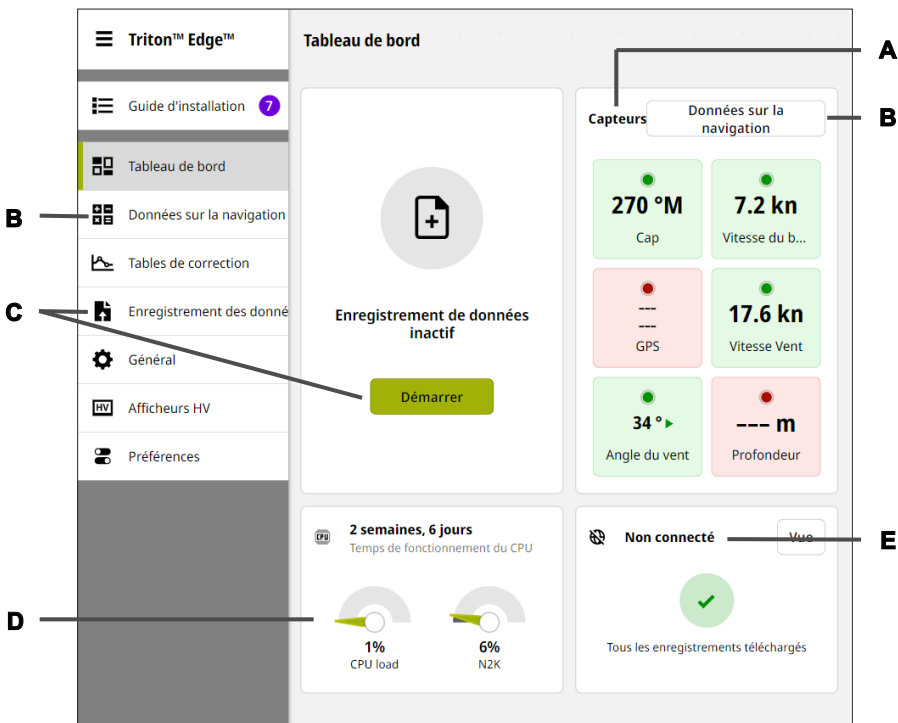 Triton™ Edge™
Guide d'installation 7
Tableau de bord
Données sur la navigation
Tables de correction
Enregistrement des donné
Général
HV Afficheurs HV
Préférences
Tableau de bord
Enregistrement de données
inactif
Démarrer
Capteurs
Données sur la
navigation
270 °M
Cap
7.2 kn
Vitesse du b...
---
---
GPS
17.6 kn
Vitesse Vent
34 °
Angle du vent
--- m
Profondeur
CPU
2 semaines, 6 jours
Temps de fonctionnement du CPU
1%
CPU load
6%
N2K
Non connecté
Vue
Tous les enregistrements téléchargés
A
B
B
C
D
E